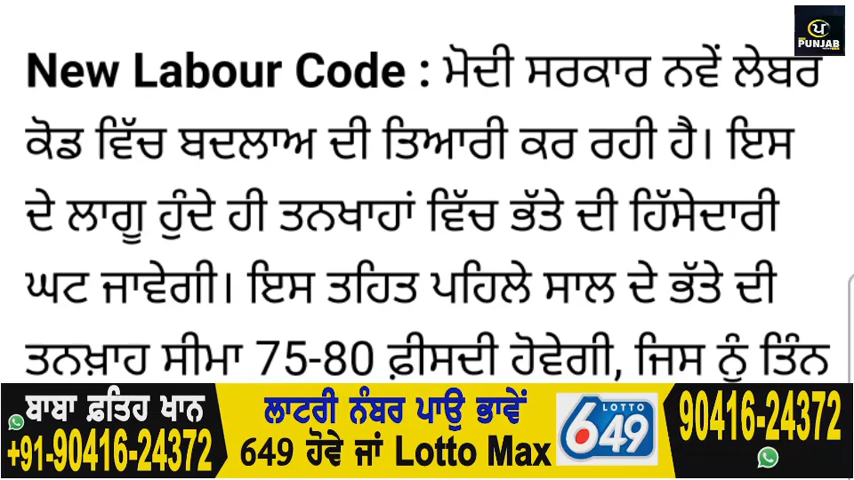 ਪ
PUNJAB
New Labour Code : ਮੋਦੀ ਸਰਕਾਰ ਨਵੇਂ ਲੇਬਰ
ਕੋਡ ਵਿੱਚ ਬਦਲਾਅ ਦੀ ਤਿਆਰੀ ਕਰ ਰਹੀ ਹੈ। ਇਸ
ਦੇ ਲਾਗੂ ਹੁੰਦੇ ਹੀ ਤਨਖਾਹਾਂ ਵਿੱਚ ਭੱਤੇ ਦੀ ਹਿੱਸੇਦਾਰੀ
ਘਟ ਜਾਵੇਗੀ। ਇਸ ਤਹਿਤ ਪਹਿਲੇ ਸਾਲ ਦੇ ਭੱਤੇ ਦੀ
ਤਨਖ਼ਾਹ ਸੀਮਾ 75-80 ਫ਼ੀਸਦੀ ਹੋਵੇਗੀ, ਜਿਸ ਨੂੰ ਤਿੰਨ
ਬਾਬਾ ਫ਼ਤਿਹ ਖਾਨ
+91-90416-24372
ਲਾਟਰੀ ਨੰਬਰ ਪਾਉ ਭਾਵੇਂ
649 ਹੋਵੇ ਜਾਂ Lotto Max
LOTTO
649
90416-24372